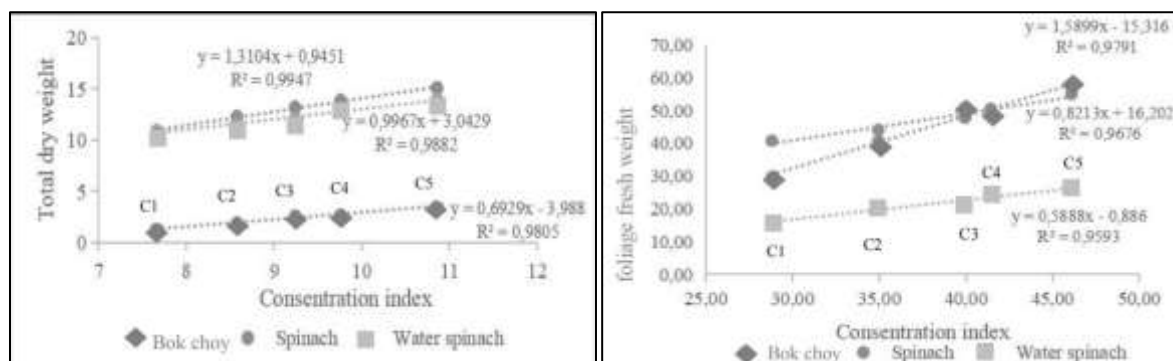 Total dry weight
20
15
10
5
0
y = 1,3104x + 0,9451
R² = 0,9947
y = 0,9967x + 3,0429
R² = 0,9882
C1
C2
C3
C4
C5
y = 0,6929x - 3,988
R² = 0,9805
7
8
9
10
11
12
Consentration index
Bok choy
Spinach
Water spinach
foliage fresh weight
70,00
60,00
50,00
40,00
30,00
20,00
10,00
0,00
y = 1,5899x - 15,316
R² = 0,9791
y = 0,8213x + 16,202
R² = 0,9676
C4
C5
y = 0,5888x - 0,886
R² = 0,9593
C1
C2
C3
25,00
30,00
35,00
40,00
45,00
50,00
Consentration index
Bok choy
Spinach
Water spinach